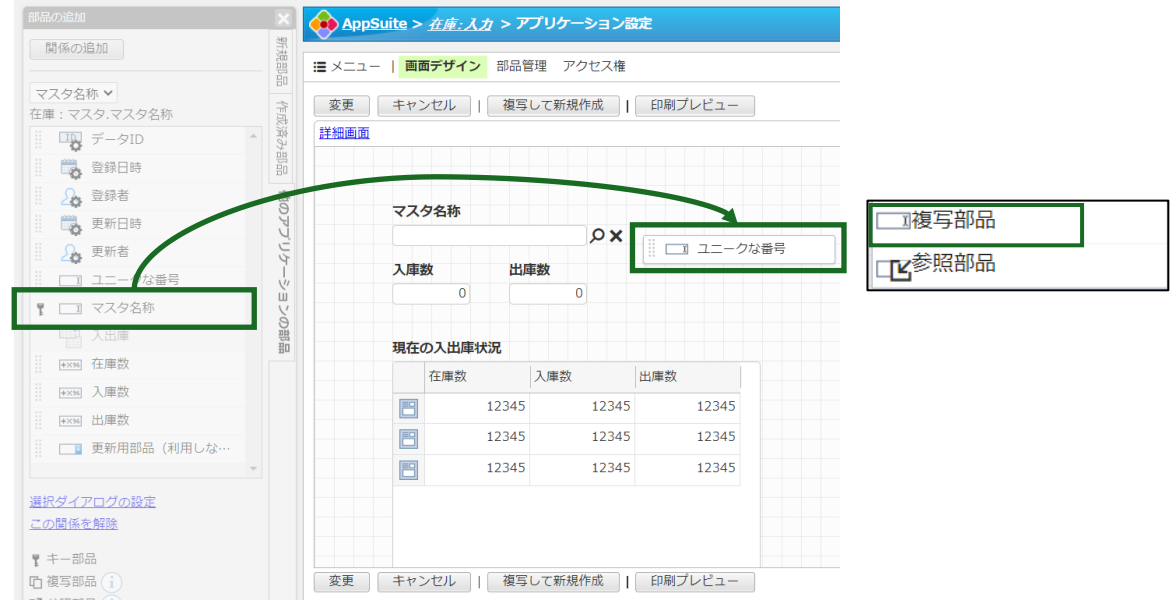 部品の追加
関係の追加
マスタ名称
在庫：マスタ.マスタ名称
データID
登録日時
登録者
更新日時
更新者
ユニークな番号
マスタ名称
入出庫
在庫数
入庫数
出庫数
更新用部品（利用しな…
選択ダイアログの設定
この関係を解除
キー部品
複写部品
新規部品
作成済み部品
他のアプリケーションの部品
AppSuite > 在庫:入力 > アプリケーション設定
メニュー | 画面デザイン 部品管理 アクセス権
変更 キャンセル | 複写して新規作成 | 印刷プレビュー
詳細画面
マスタ名称
ユニークな番号
入庫数 出庫数
0 0
現在の入出庫状況
在庫数 入庫数 出庫数
12345 12345 12345
12345 12345 12345
12345 12345 12345
変更 キャンセル | 複写して新規作成 | 印刷プレビュー
複写部品
参照部品